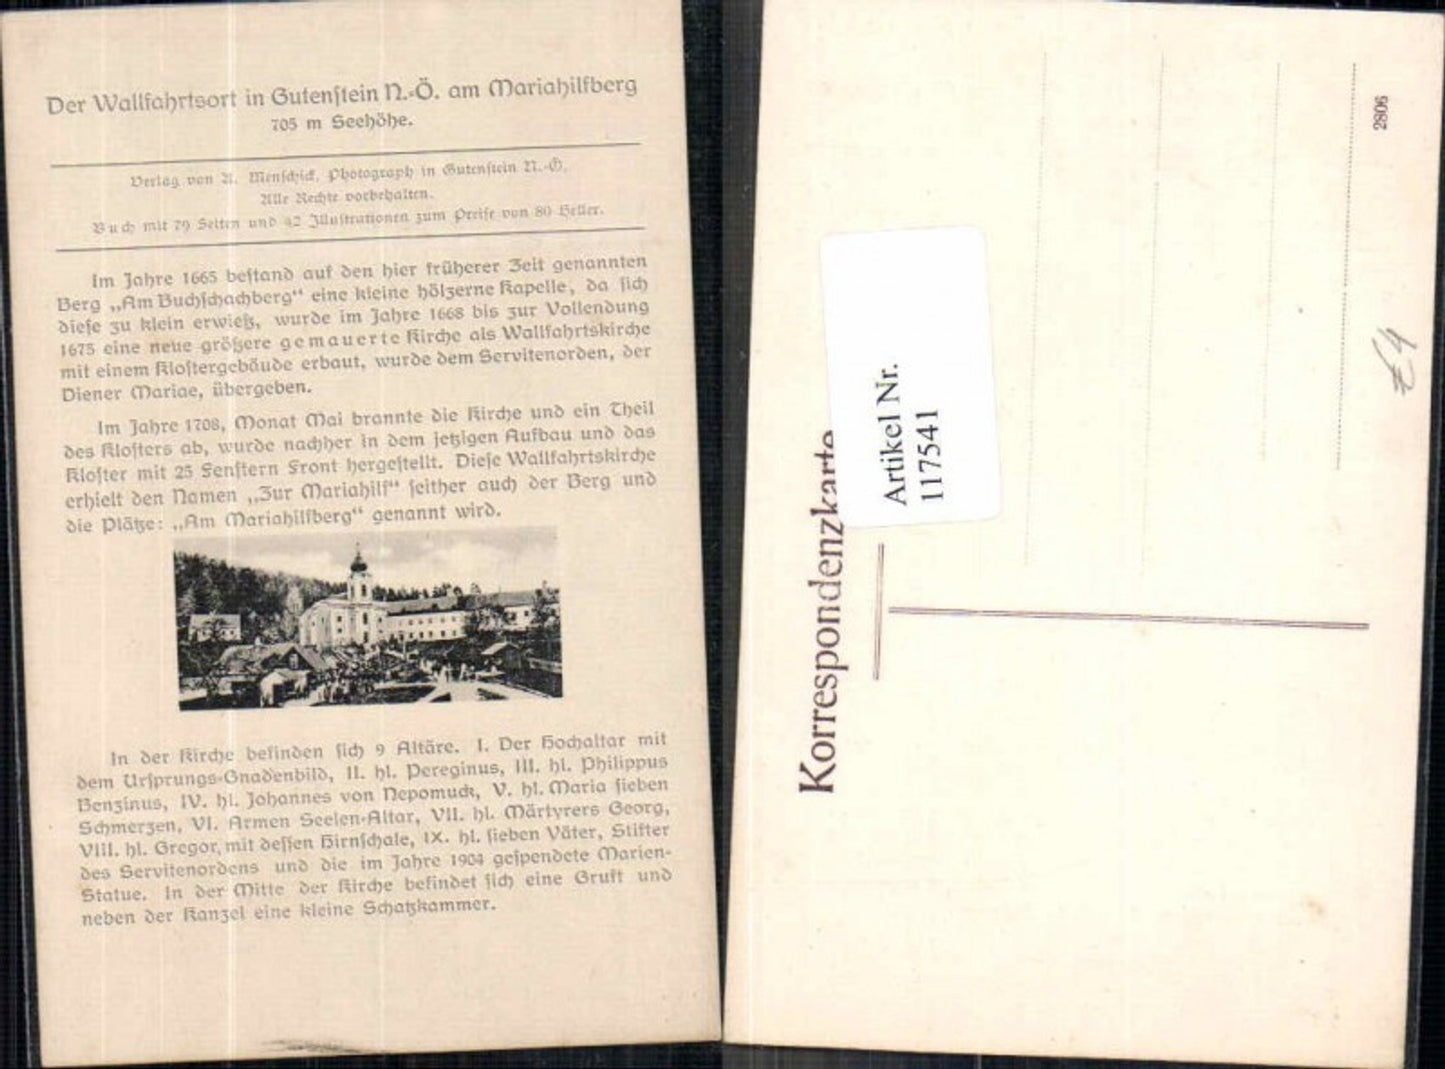 Der Wallfahrtsort in Gutenstein N.-Ö. am Mariahilfberg
705 m Seehöhe.
Verlag von A. Menschick, Photograph in Gutenstein N.-Ö.
Alle Rechte vorbehalten.
Buch mit 79 Seiten und 42 Illustrationen zum Preise von 80 Heller.
Im Jahre 1665 bestand auf den hier früherer Zeit genannten
Berg „Am Buchschachberg“ eine kleine hölzerne Kapelle, da sich
diese zu klein erwieß, wurde im Jahre 1668 bis zur Vollendung
1675 eine neue größere gemauerte Kirche als Wallfahrtskirche
mit einem Klostergebäude erbaut, wurde dem Servitenorden, der
Diener Mariae, übergeben.
Im Jahre 1708, Monat Mai brannte die Kirche und ein Theil
des Klosters ab, wurde nachher in dem jetzigen Aufbau und das
Kloster mit 25 Fenstern Front hergestellt. Diese Wallfahrtskirche
erhielt den Namen „Zur Mariahilf“ seither auch der Berg und
die Plätze: „Am Mariahilfberg“ genannt wird.
In der Kirche befinden sich 9 Altäre. I. Der Hochaltar mit
dem Ursprungs-Gnadenbild, II. hl. Pereginus, III. hl. Philippus
Benzinus, IV. hl. Johannes von Nepomuck, V. hl. Maria sieben
Schmerzen, VI. Armen Seelen-Altar, VII. hl. Märtyrers Georg,
VIII. hl. Gregor, mit dessen Hirnschale, IX. hl. sieben Väter, Stifter
des Servitenordens und die im Jahre 1904 gespendete Marien-
Statue. In der Mitte der Kirche befindet sich eine Gruft und
neben der Kanzel eine kleine Schatzkammer.
Korrespondenzkarte
Artikel Nr.
117541
2806
€4